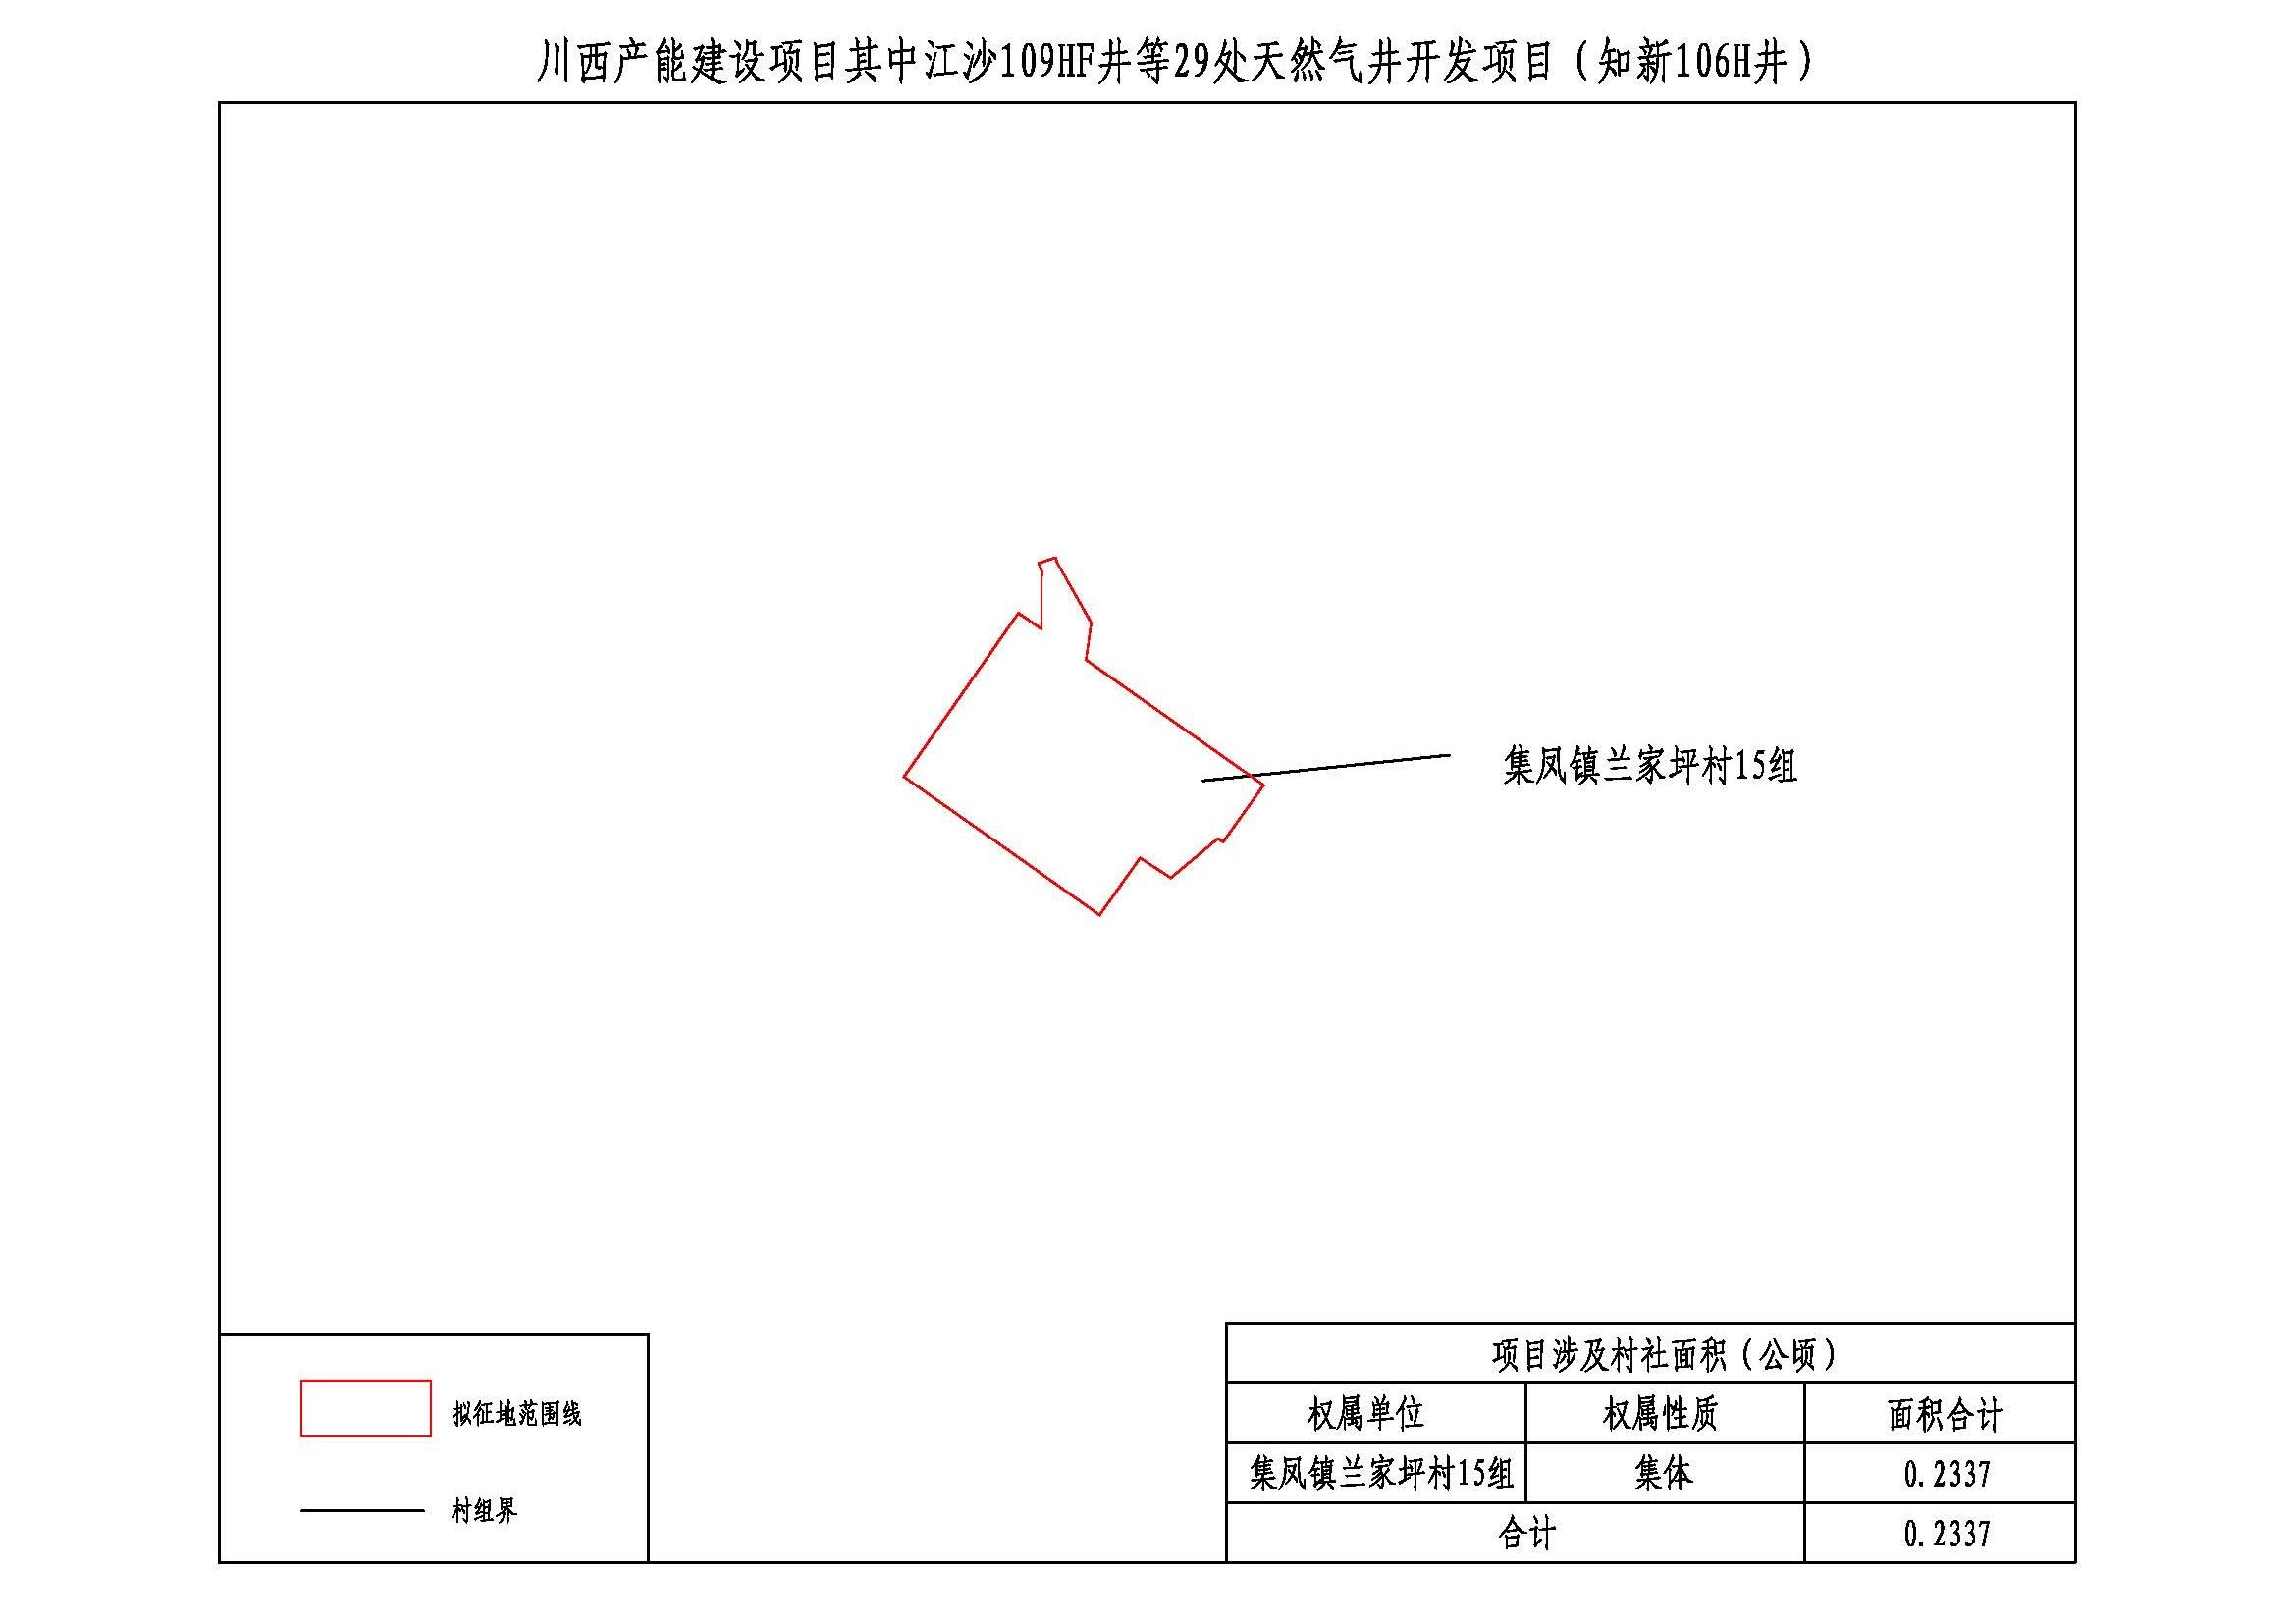 川西产能建设项目其中江沙109HF井等29处天然气井开发项目（知新106H井）
集凤镇兰家坪村15组
拟征地范围线
村组界
项目涉及村社面积（公顷）
权属单位 权属性质 面积合计
集凤镇兰家坪村15组 集体 0.2337
合计 0.2337